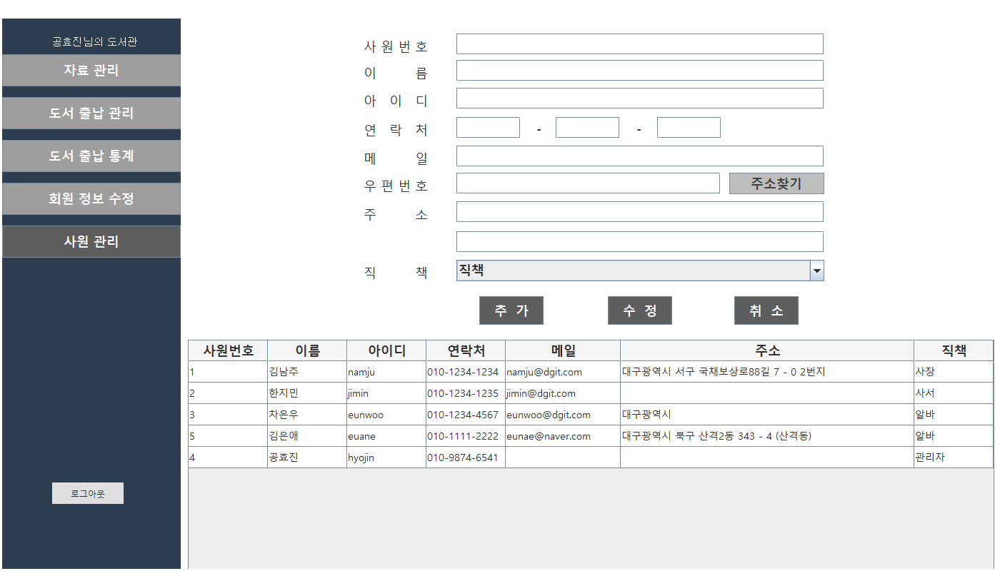 공효진님의 도서관
자료 관리
도서 출납 관리
도서 출납 통계
회원 정보 수정
사원 관리
로그아웃
사 원 번 호
이 름
아 이 디
연 락 처 - -
메 일
우 편 번 호 주소찾기
주 소
직 책 직책
추 가 수 정 취 소
사원번호 이름 아이디 연락처 메일 주소 직책
1 김남주 namju 010-1234-1234 namju@dgit.com 대구광역시 서구 국채보상로88길 7 - 0 2번지 사장
2 한지민 jimin 010-1234-1235 jimin@dgit.com 사서
3 차은우 eunwoo 010-1234-4567 eunwoo@dgit.com 대구광역시 알바
5 김은애 euane 010-1111-2222 eunae@naver.com 대구광역시 북구 산격2동 343 - 4 (산격동) 알바
4 공효진 hyojin 010-9874-6541 관리자